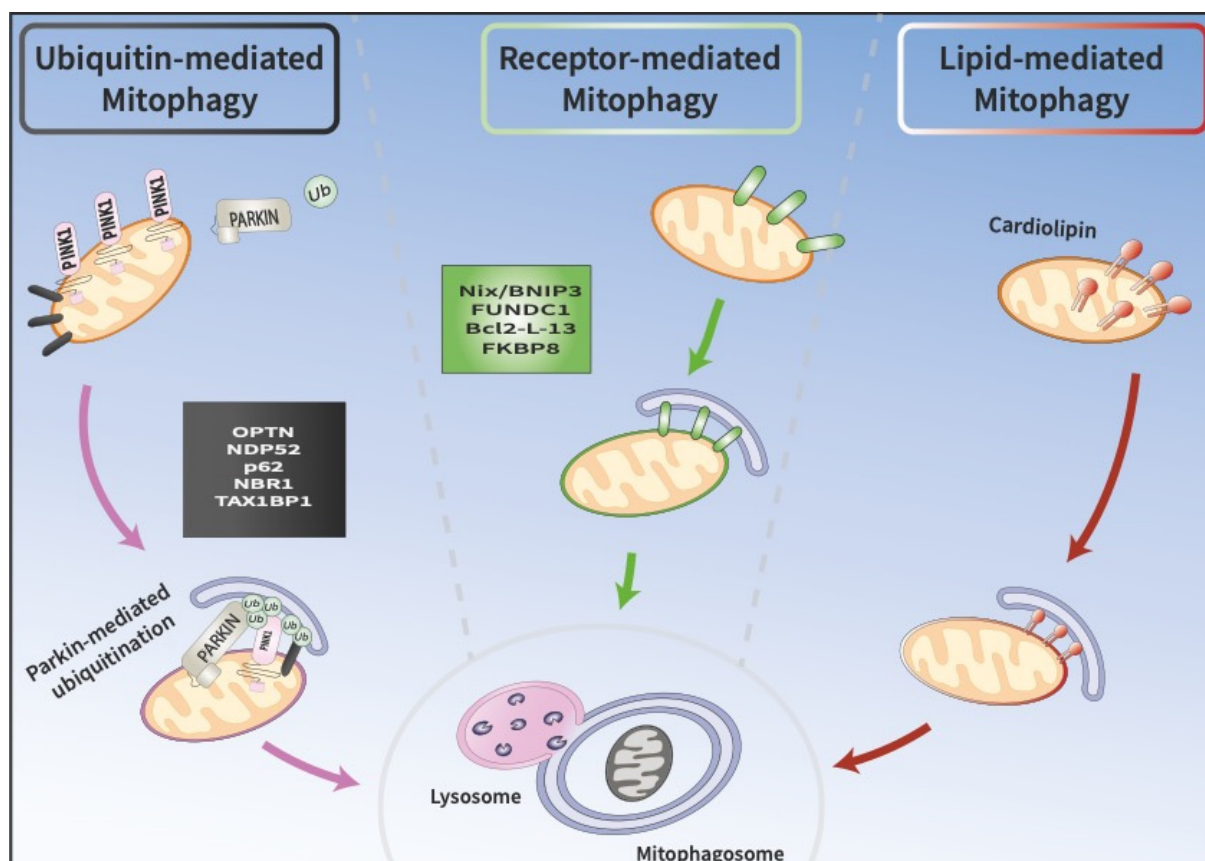 Ubiquitin-mediated
Mitophagy
Receptor-mediated
Mitophagy
Lipid-mediated
Mitophagy
PINK1
PINK1
PINK1
PARKIN
Ub
Nix/BNIP3
FUNDC1
Bcl2-L-13
FKBP8
Cardiolipin
OPTN
NDP52
p62
NBR1
TAX1BP1
Parkin-mediated
ubiquitination
PARKIN
Ub
Ub
Ub
Ub
Ub
PINK1
Lysosome
Mitophagosome